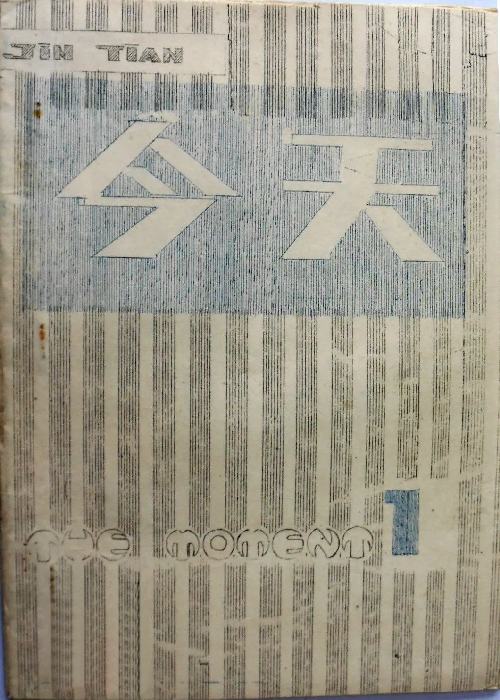 JIN TIAN
今天
THE MOMENT 1